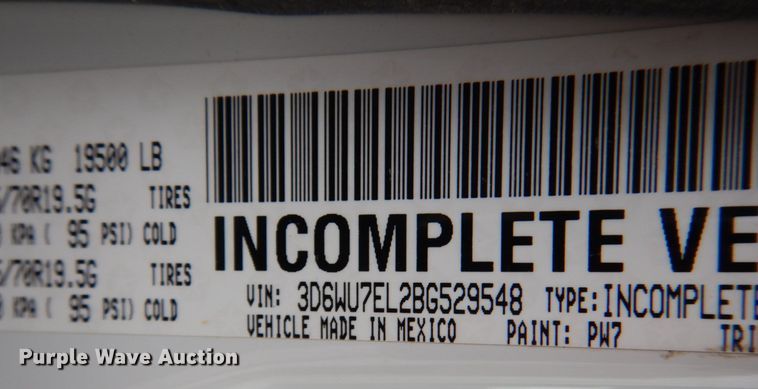 46 KG 19500 LB
/70R19.5G TIRES
KPA ( 95 PSI) COLD
/70R19.5G TIRES
KPA ( 95 PSI) COLD
INCOMPLETE VE
VIN: 3D6WU7EL2BG529548 TYPE: INCOMPLETE
VEHICLE MADE IN MEXICO PAINT: PW7 TRI
Purple Wave Auction